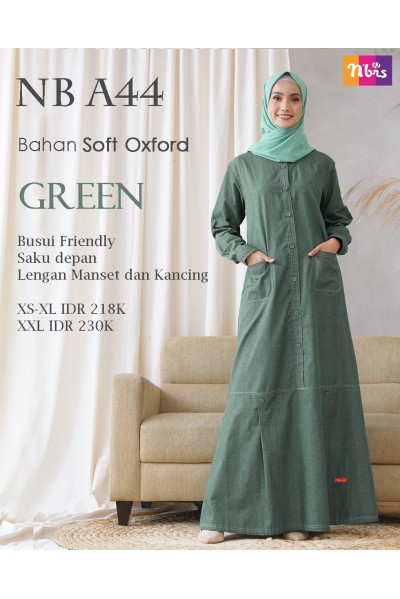 Nbrs
NB A44
Bahan Soft Oxford
GREEN
Busui Friendly
Saku depan
Lengan Manset dan Kancing
XS-XL IDR 218K
XXL IDR 230K